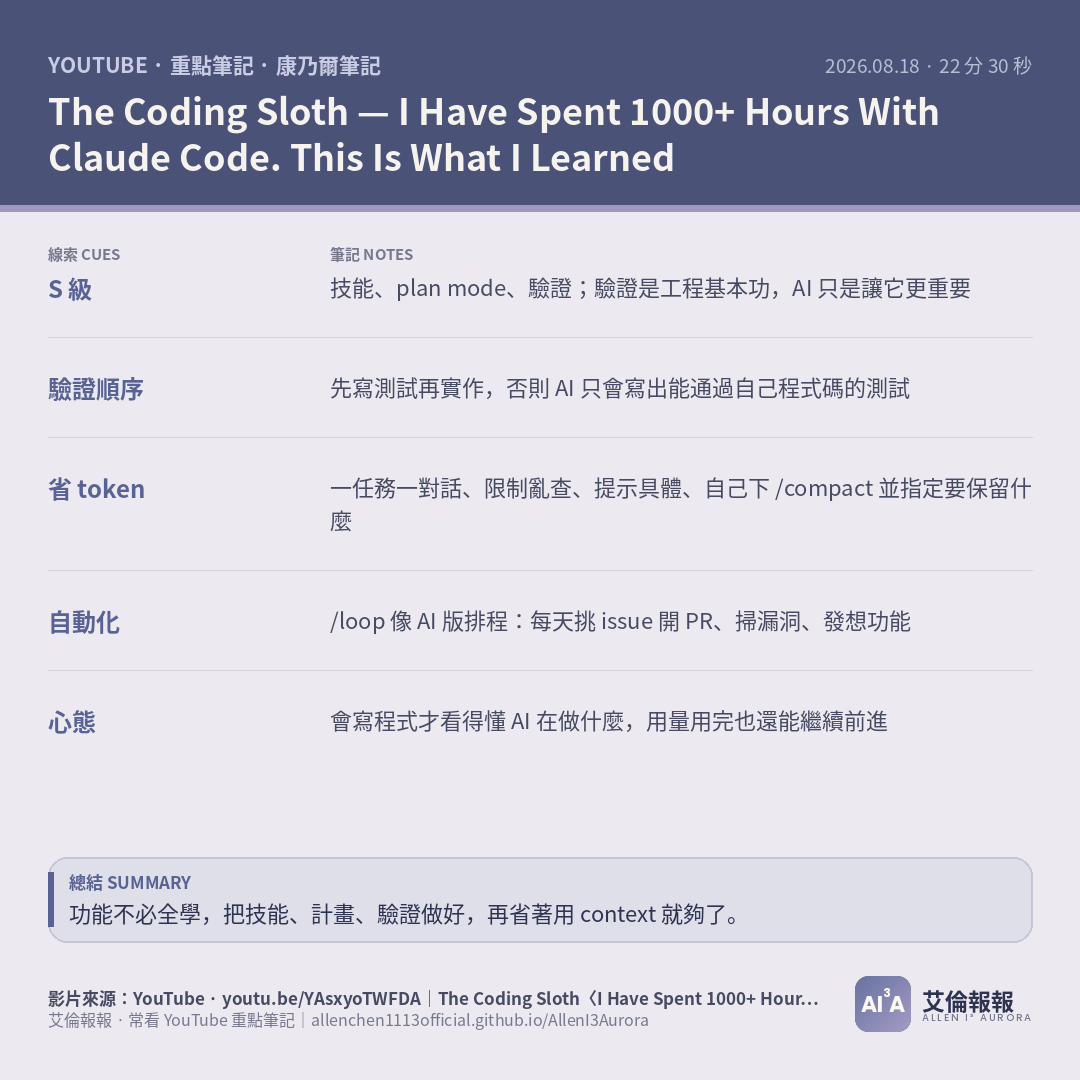 YOUTUBE · 重點筆記 · 康乃爾筆記
2026.08.18 · 22 分 30 秒
The Coding Sloth — I Have Spent 1000+ Hours With
Claude Code. This Is What I Learned
線索 CUES
筆記 NOTES
S 級
技能、plan mode、驗證；驗證是工程基本功，AI 只是讓它更重要
驗證順序
先寫測試再實作，否則 AI 只會寫出能通過自己程式碼的測試
省 token
一任務一對話、限制亂查、提示具體、自己下 /compact 並指定要保留什
麼
自動化
/loop 像 AI 版排程：每天挑 issue 開 PR、掃漏洞、發想功能
心態
會寫程式才看得懂 AI 在做什麼，用量用完也還能繼續前進
總結 SUMMARY
功能不必全學，把技能、計畫、驗證做好，再省著用 context 就夠了。
影片來源：YouTube · youtu.be/YAsxyoTWFDA｜The Coding Sloth〈I Have Spent 1000+ Hour…
艾倫報報 · 常看 YouTube 重點筆記｜allenchen1113official.github.io/AllenI3Aurora
AI³A
艾倫報報
ALLEN I³ AURORA